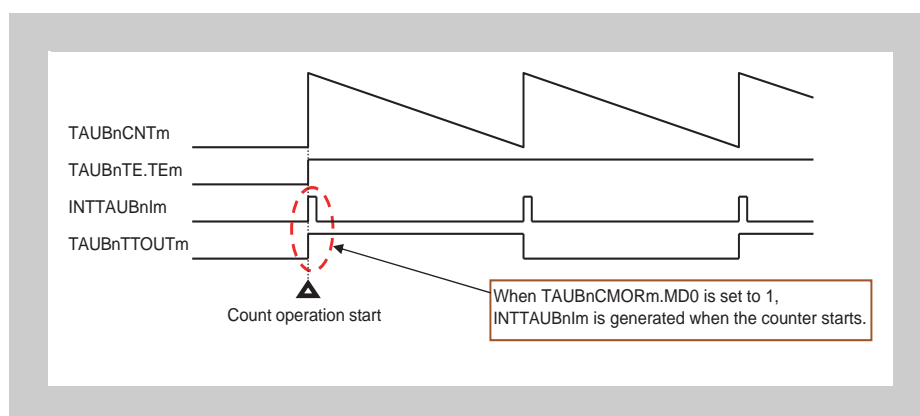 TAUBnCNTm
TAUBnTE.TEm
INTTAUBnIm
TAUBnTTOUTm
Count operation start
When TAUBnCMORm.MD0 is set to 1,
INTTAUBnIm is generated when the counter starts.